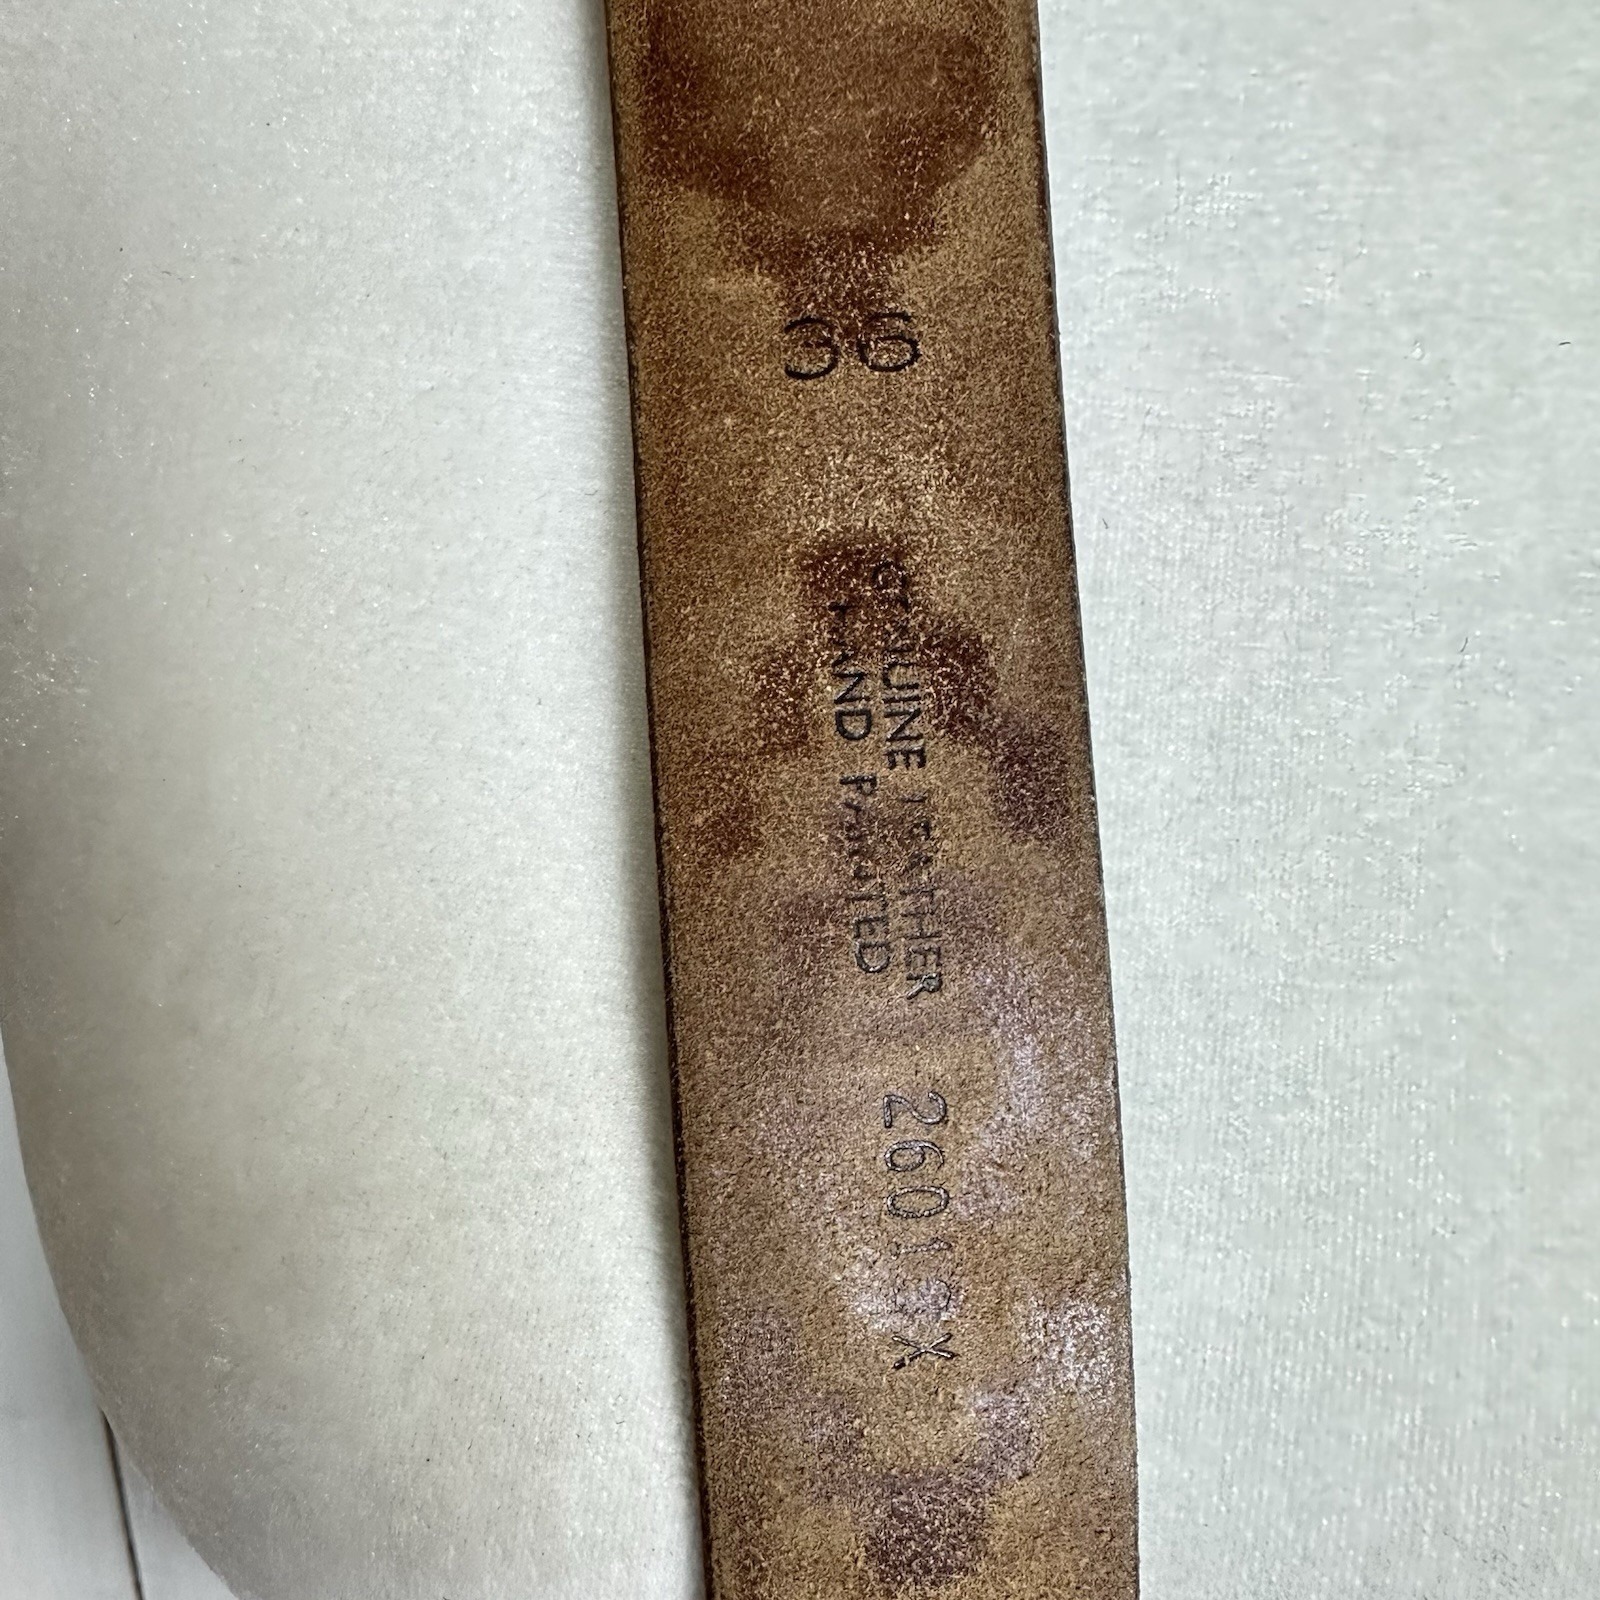 36
GENUINE LEATHER
HAND PAINTED